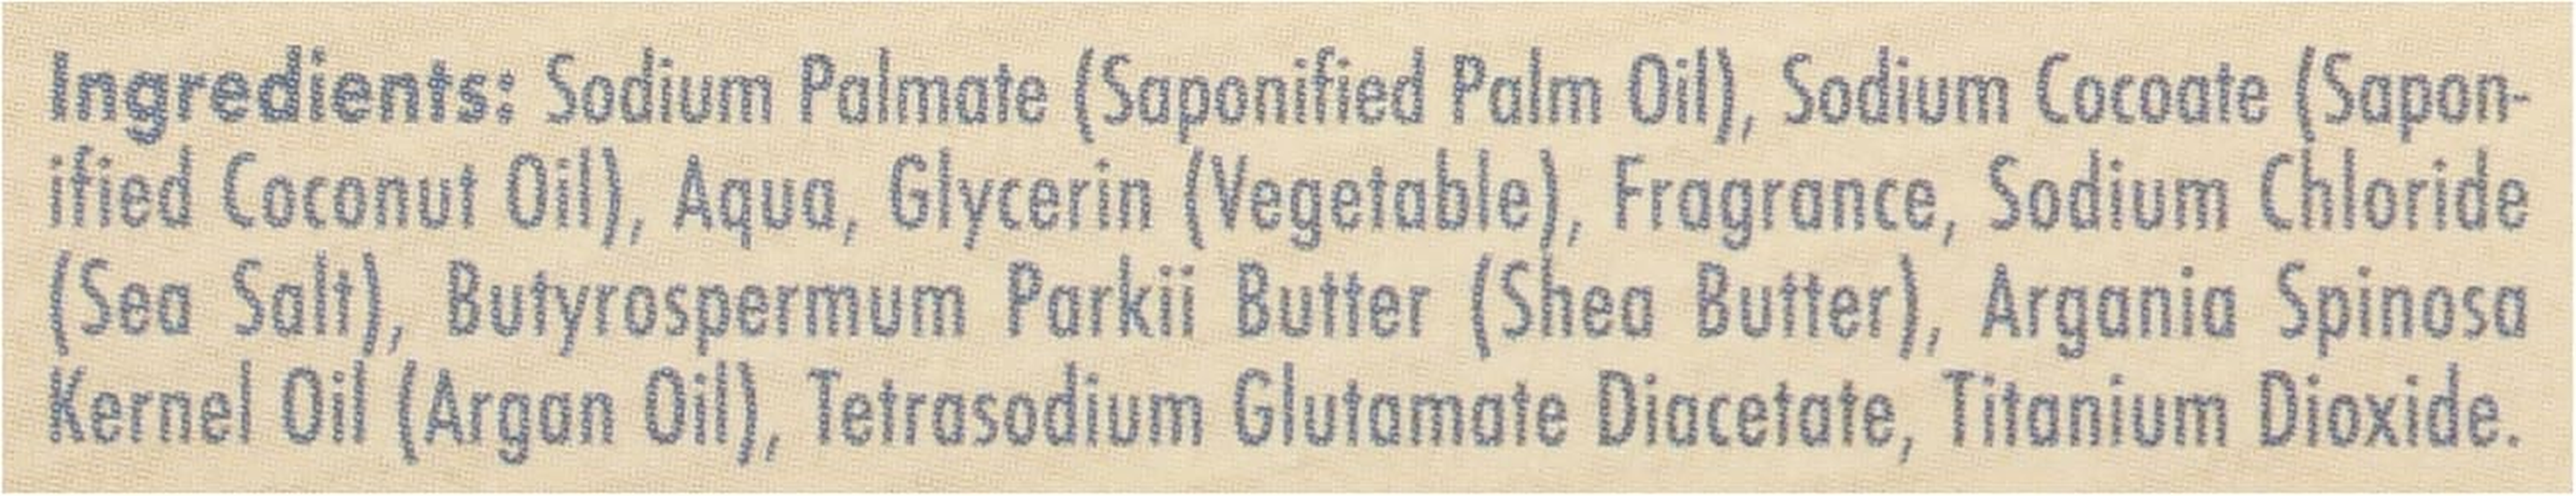 Ingredients: Sodium Palmate (Saponified Palm Oil), Sodium Cocoate (Sapon-
ified Coconut Oil), Aqua, Glycerin (Vegetable), Fragrance, Sodium Chloride
(Sea Salt), Butyrospermum Parkii Butter (Shea Butter), Argania Spinosa
Kernel Oil (Argan Oil), Tetrasodium Glutamate Diacetate, Titanium Dioxide.